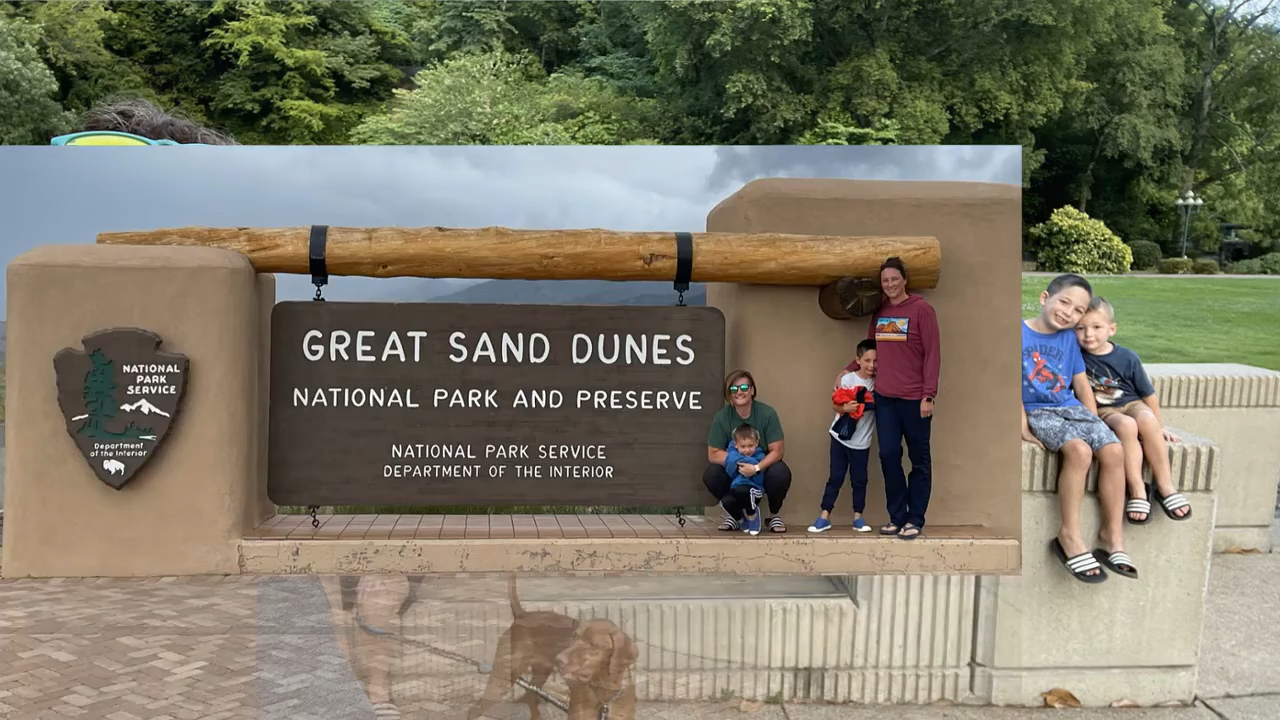 NATIONAL
PARK
SERVICE
Department
of the Interior
GREAT SAND DUNES
NATIONAL PARK AND PRESERVE
NATIONAL PARK SERVICE
DEPARTMENT OF THE INTERIOR
SPIDER